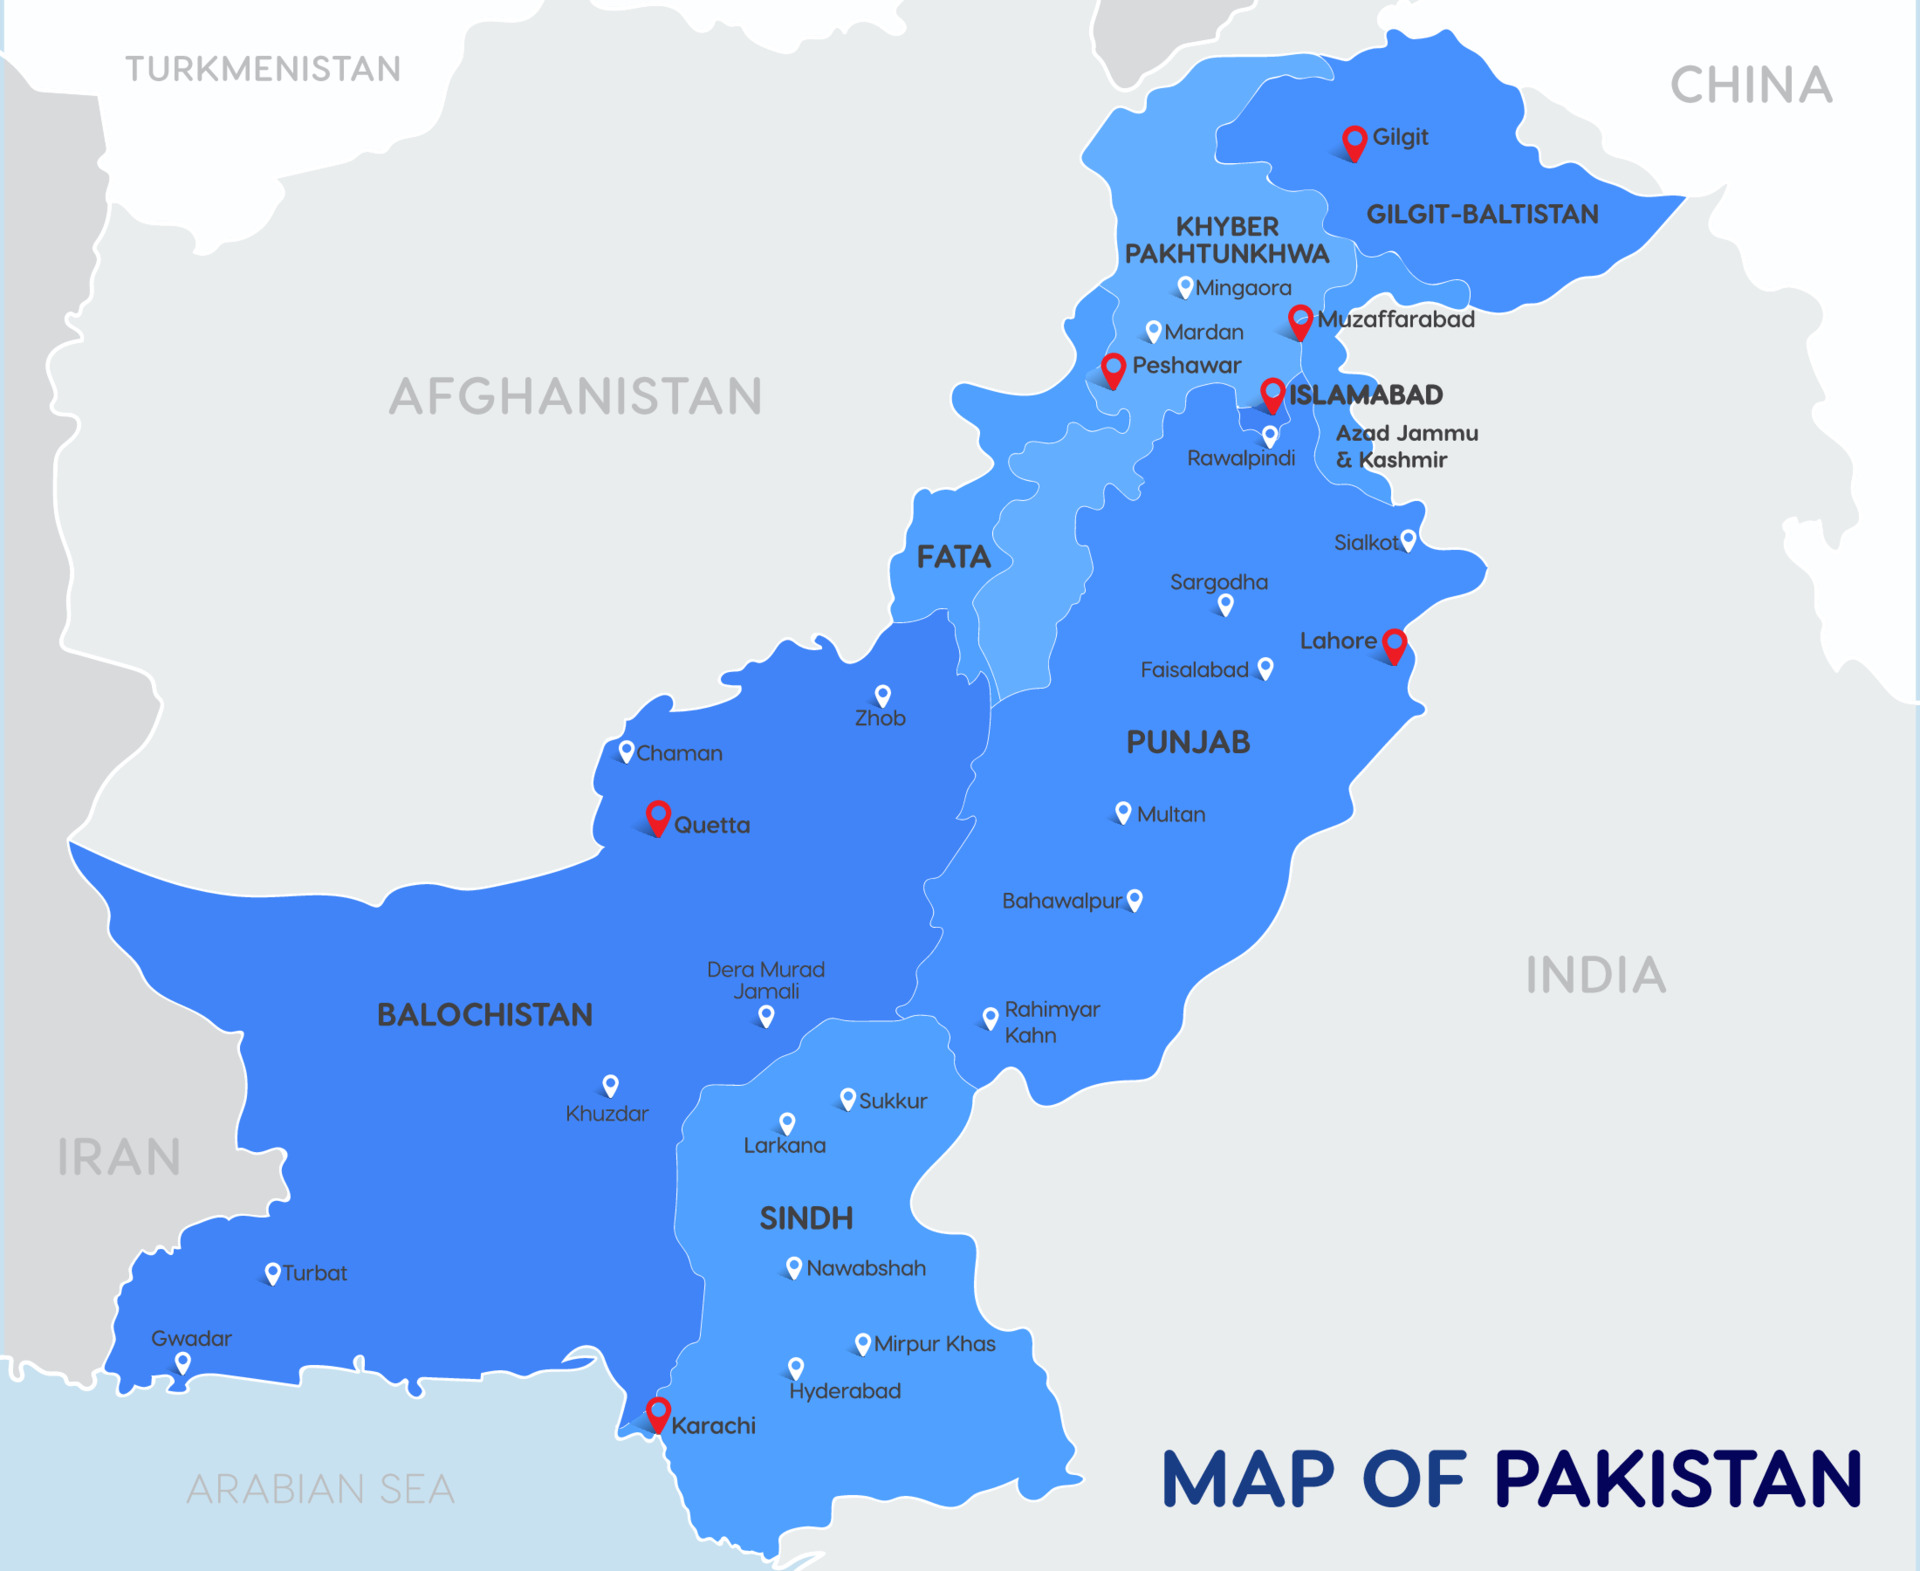 TURKMENISTAN
CHINA
Gilgit
GILGIT-BALTISTAN
KHYBER
PAKHTUNKHWA
Mingaora
Muzaffarabad
Mardan
Peshawar
AFGHANISTAN
ISLAMABAD
Azad Jammu
& Kashmir
Rawalpindi
Sialkot
FATA
Sargodha
Lahore
Faisalabad
Zhob
PUNJAB
Chaman
Multan
Quetta
Bahawalpur
INDIA
Dera Murad
Jamali
BALOCHISTAN
Rahimyar
Kahn
Khuzdar
Sukkur
Larkana
IRAN
SINDH
Nawabshah
Turbat
Gwadar
Mirpur Khas
Hyderabad
Karachi
ARABIAN SEA
MAP OF PAKISTAN